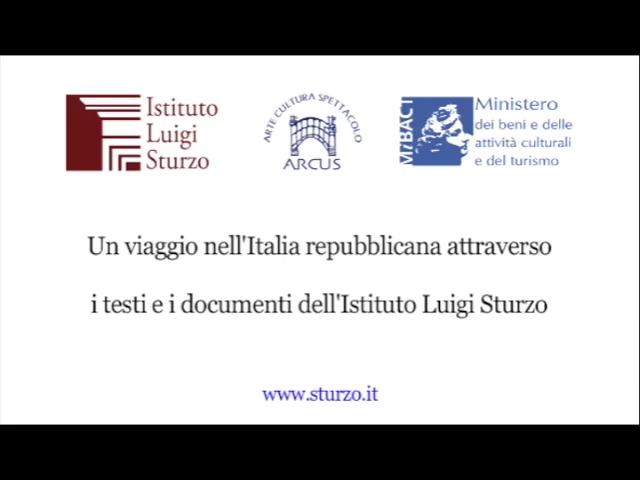 Istituto
Luigi
Sturzo
ARTE CULTURA SPETTACOLO
ARCUS
MiBACT
Ministero
dei beni e delle
attività culturali
e del turismo
Un viaggio nell'Italia repubblicana attraverso
i testi e i documenti dell'Istituto Luigi Sturzo
www.sturzo.it